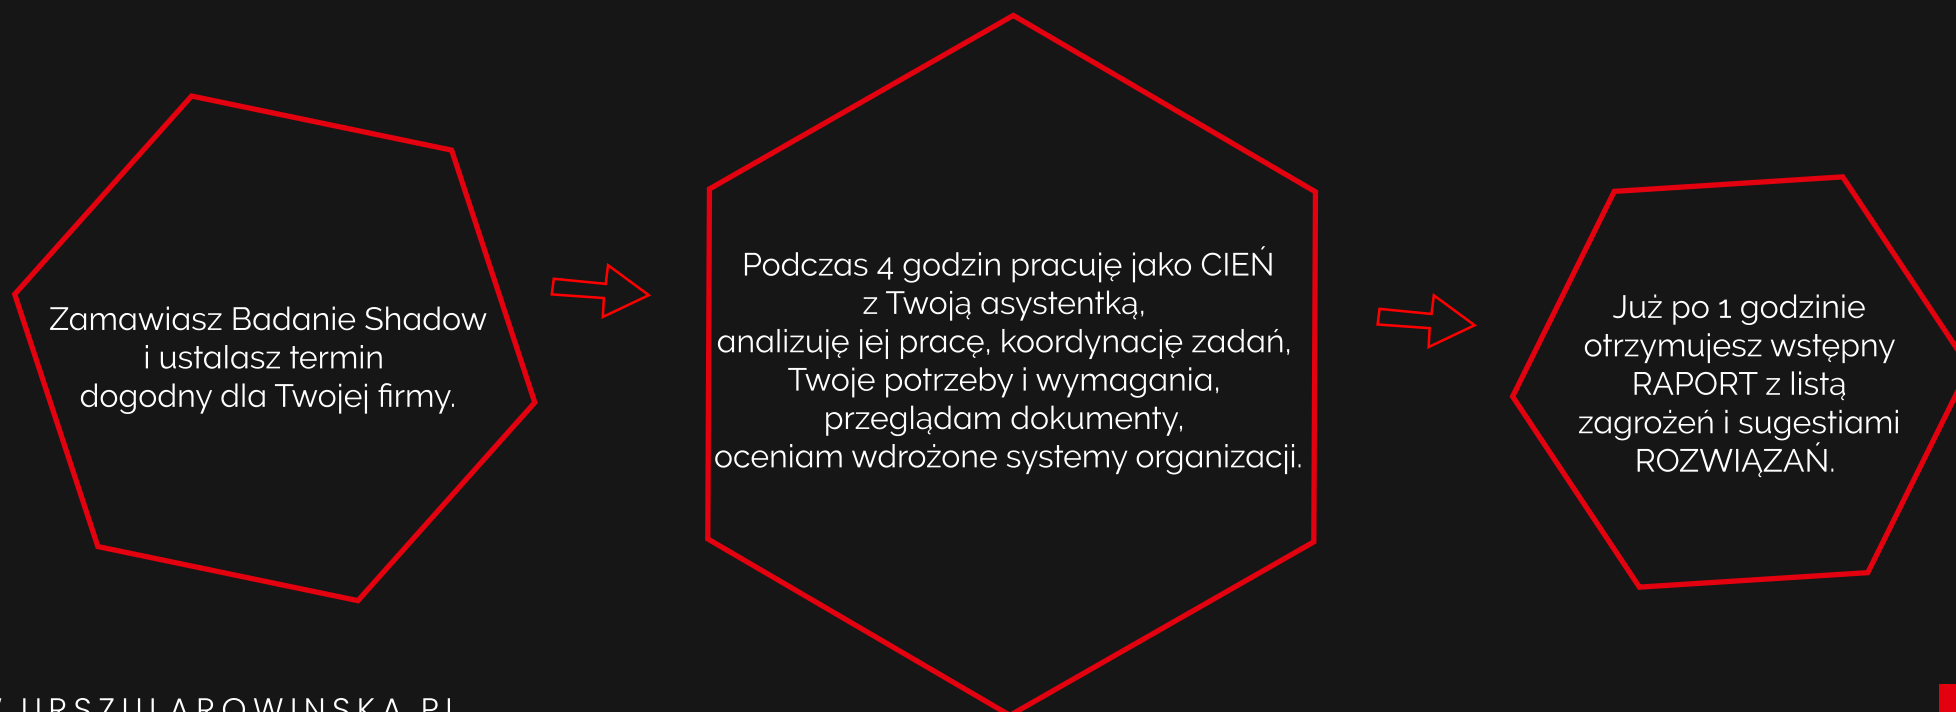 Zamawiasz Badanie Shadow
i ustalasz termin
dogodny dla Twojej firmy.
Podczas 4 godzin pracuję jako CIEŃ
z Twoją asystentką,
analizuję jej pracę, koordynację zadań,
Twoje potrzeby i wymagania,
przeglądam dokumenty,
oceniam wdrożone systemy organizacji.
Już po 1 godzinie
otrzymujesz wstępny
RAPORT z listą
zagrożeń i sugestiami
ROZWIĄZAŃ.
URSZULAROWINSKA.PL